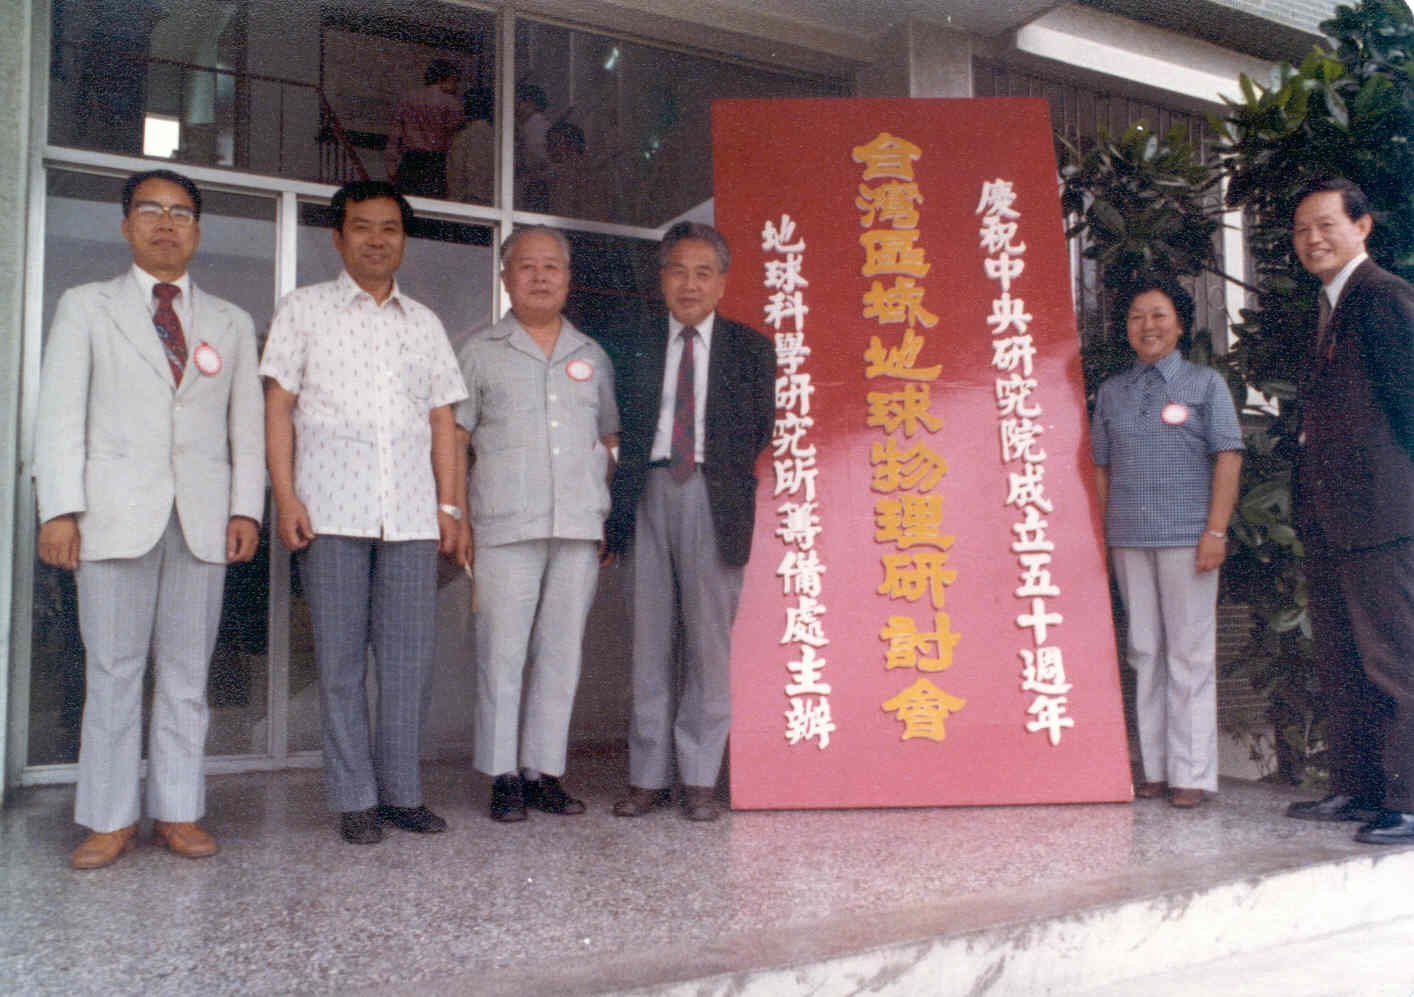 慶祝中央研究院成立五十週年
台灣區域地球物理研討會
地球科學研究所籌備處主辦